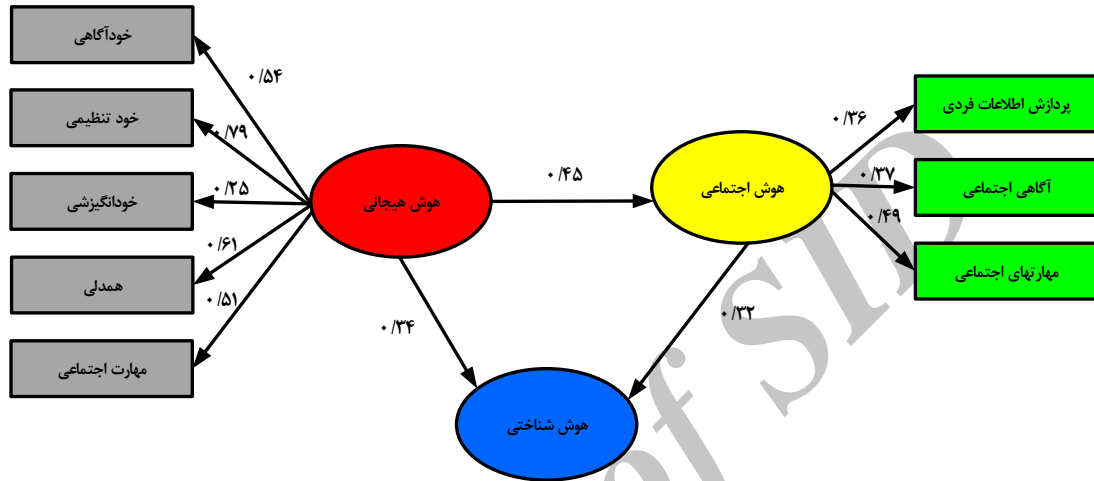 خودآگاهی
۰/۵۴
خود تنظیمی
۰/۷۹
خودانگیزشی
۰/۲۵
همدلی
۰/۶۱
مهارت اجتماعی
۰/۵۱
هوش هیجانی
۰/۴۵
هوش اجتماعی
۰/۳۶
پردازش اطلاعات فردی
۰/۳۷
آگاهی اجتماعی
۰/۴۹
مهارتهای اجتماعی
۰/۳۴
۰/۳۲
هوش شناختی
of SID